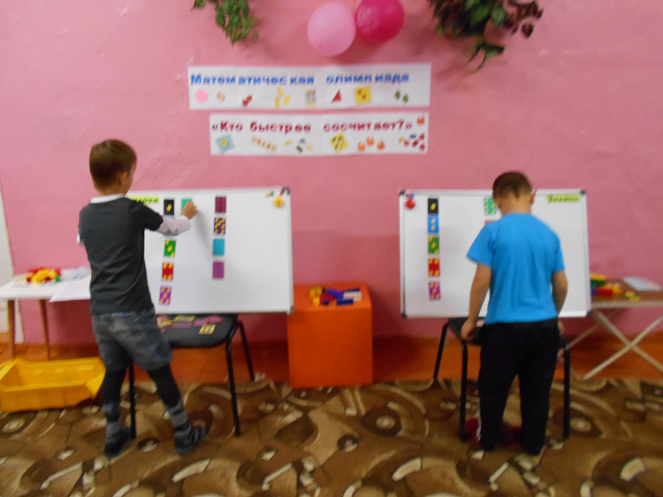 Математическая олимпиада
«Кто быстрее сосчитает?»